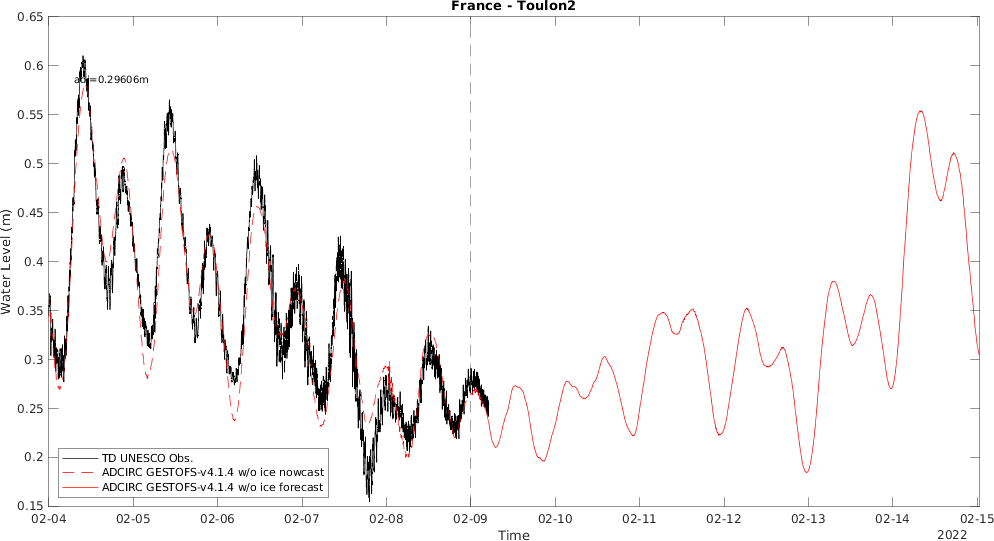 France - Toulon2
0.65
0.6
0.55
0.5
0.45
0.4
0.35
0.3
0.25
0.2
0.15
Water Level (m)
=0.29606m
TD UNESCO Obs.
ADCIRC GESTOFS-v4.1.4 w/o ice nowcast
ADCIRC GESTOFS-v4.1.4 w/o ice forecast
02-04 02-05 02-06 02-07 02-08 02-09 02-10 02-11 02-12 02-13 02-14 02-15
Time
2022